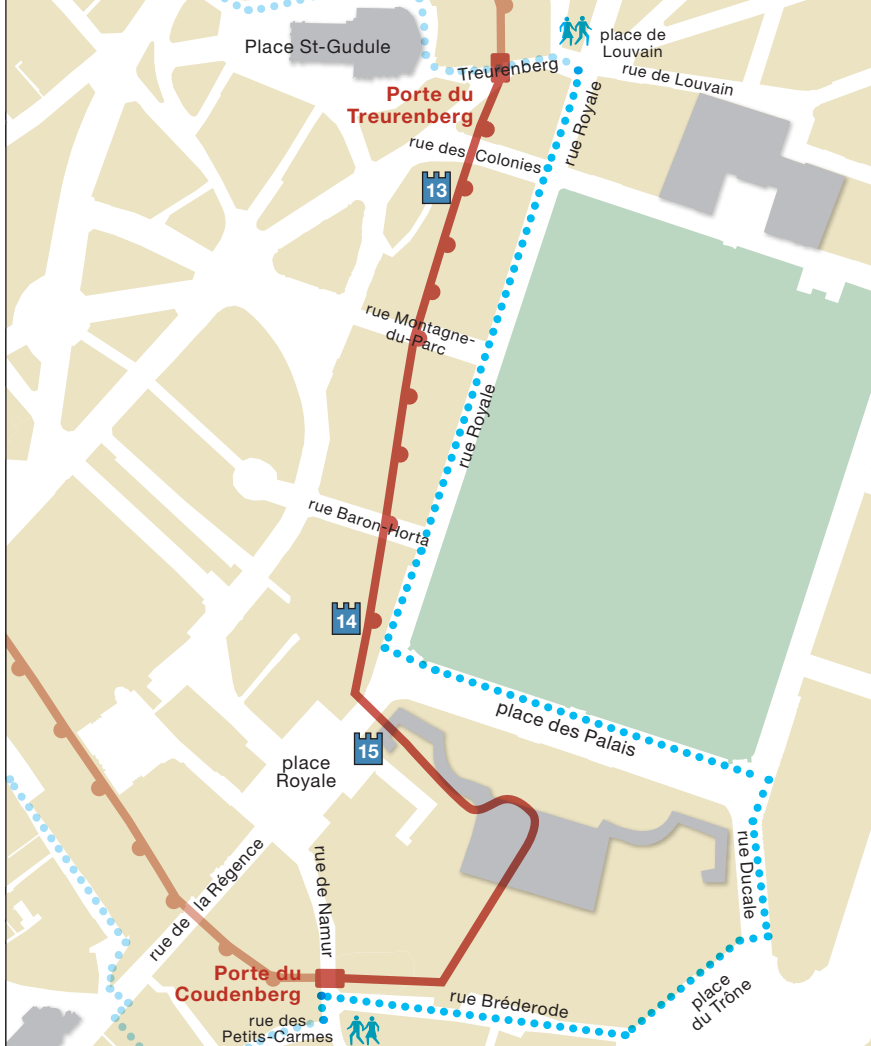 place de
Louvain
Place St-Gudule
Treurenberg
rue de Louvain
Porte du
Treurenberg
rue Royale
rue des Colonies
13
rue Montagne-
du-Parc
rue Royale
rue Baron-Horta
14
place des Palais
15
place
Royale
rue Ducale
rue de la Régence
rue de Namur
Porte du
Coudenberg
place
du Trône
rue Bréderode
rue des
Petits-Carmes